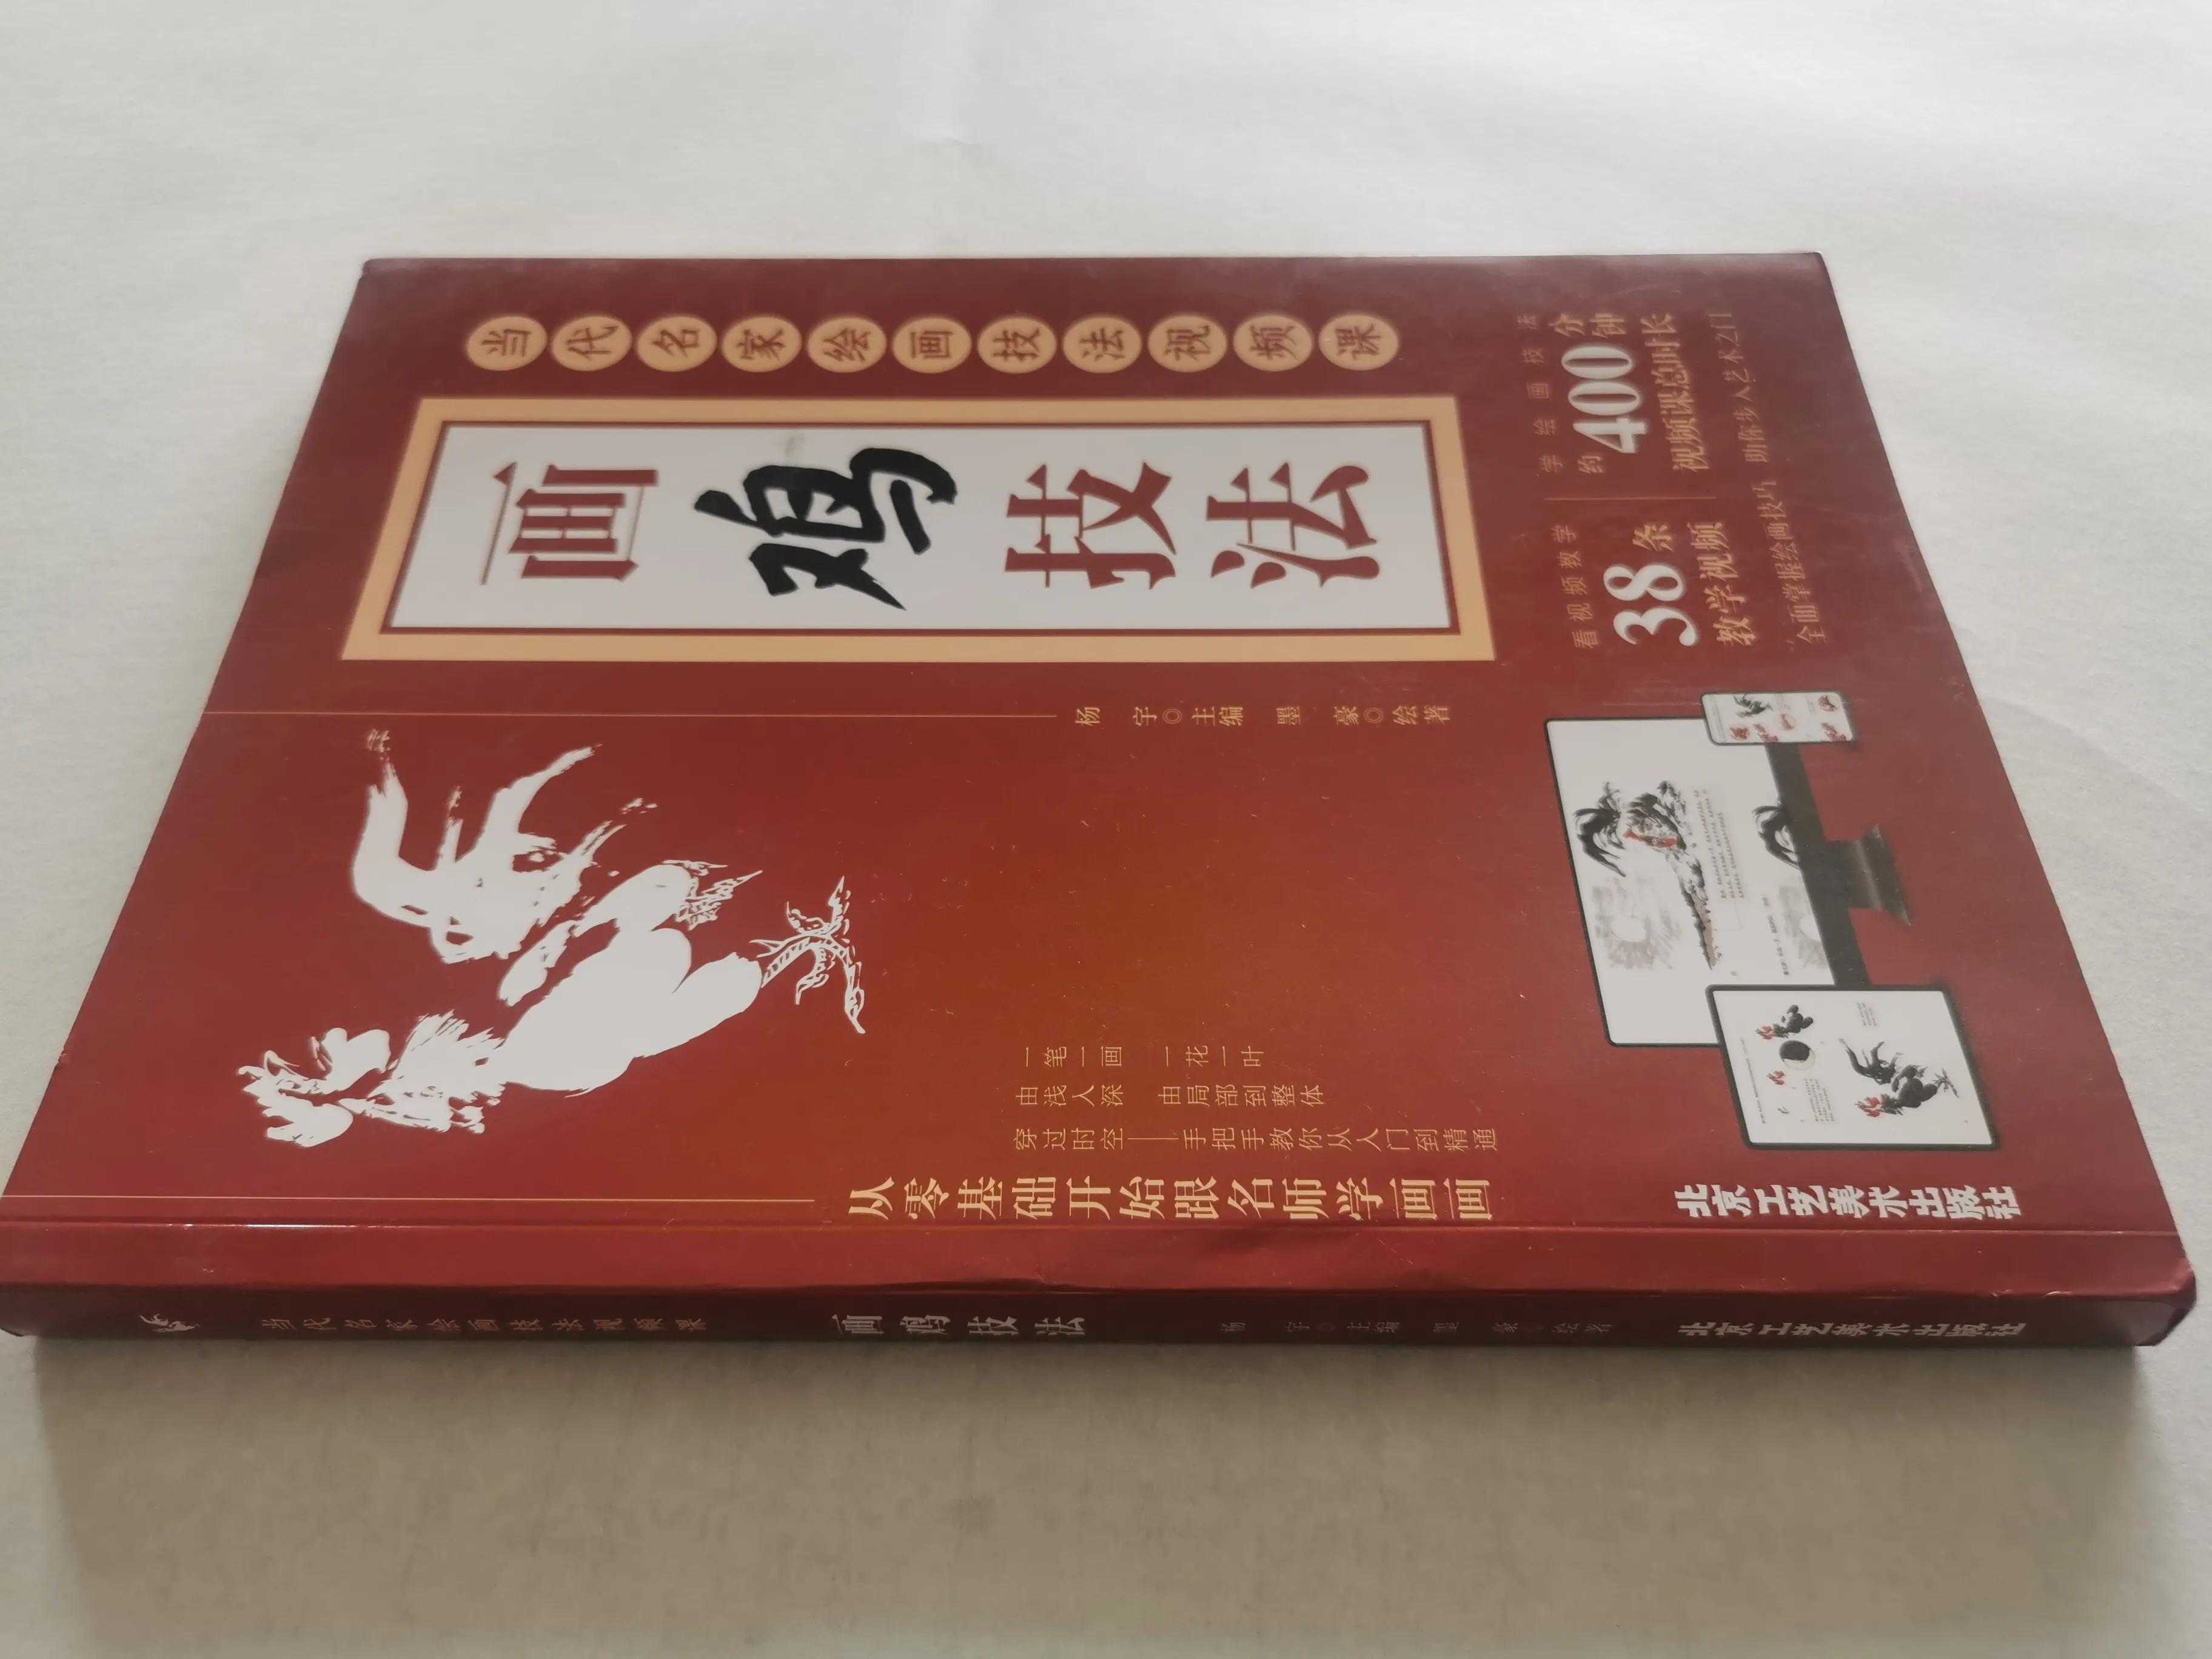 当代名家绘画技法视频课
画鸡技法
杨 宇◎主编 墨 豪◎绘著
一笔一画 一花一叶
由浅入深 由局部到整体
穿过时空——手把手教你从入门到精通
从零基础开始跟名师学画画
看视频教学
38条
教学视频
学绘画技法
约400分钟
视频课总时长
全面掌握绘画技巧 助你步入艺术之门
北京工艺美术出版社
当代名家绘画技法视频课 画鸡技法 杨 宇◎主编 墨 豪◎绘著 北京工艺美术出版社